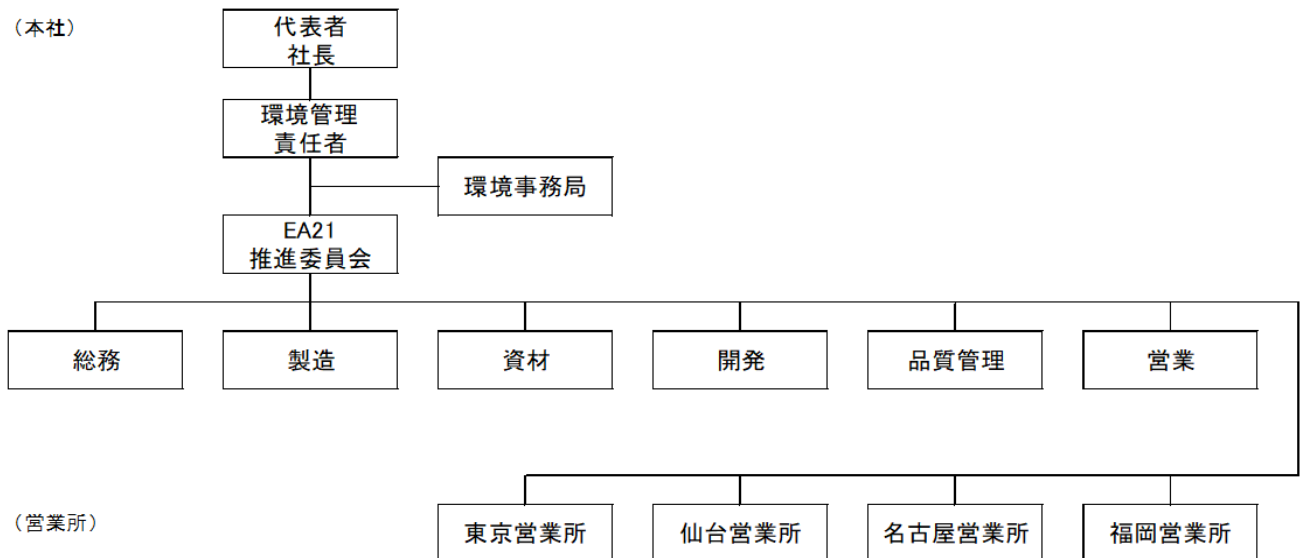 （本社）
代表者
社長
環境管理
責任者
環境事務局
EA21
推進委員会
総務
製造
資材
開発
品質管理
営業
（営業所）
東京営業所
仙台営業所
名古屋営業所
福岡営業所